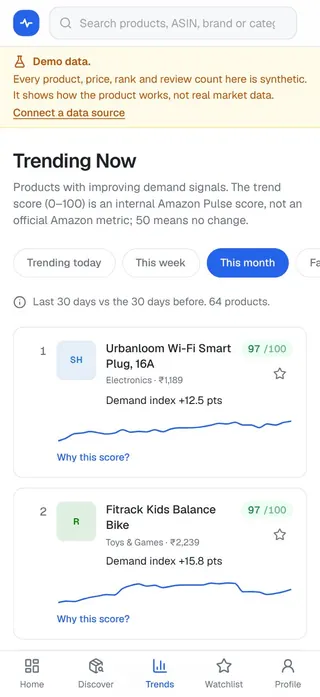 Search products, ASIN, brand or categ
Demo data.
Every product, price, rank and review count here is synthetic.
It shows how the product works, not real market data.
Connect a data source
Trending Now
Products with improving demand signals. The trend
score (0–100) is an internal Amazon Pulse score, not an
official Amazon metric; 50 means no change.
Trending today
This week
This month
Fa
Last 30 days vs the 30 days before. 64 products.
1
SH
Urbanloom Wi-Fi Smart
Plug, 16A
97 /100
Electronics · ₹1,189
Demand index +12.5 pts
Why this score?
2
R
Fitrack Kids Balance
Bike
97 /100
Toys & Games · ₹2,239
Demand index +15.8 pts
Why this score?
Home
Discover
Trends
Watchlist
Profile